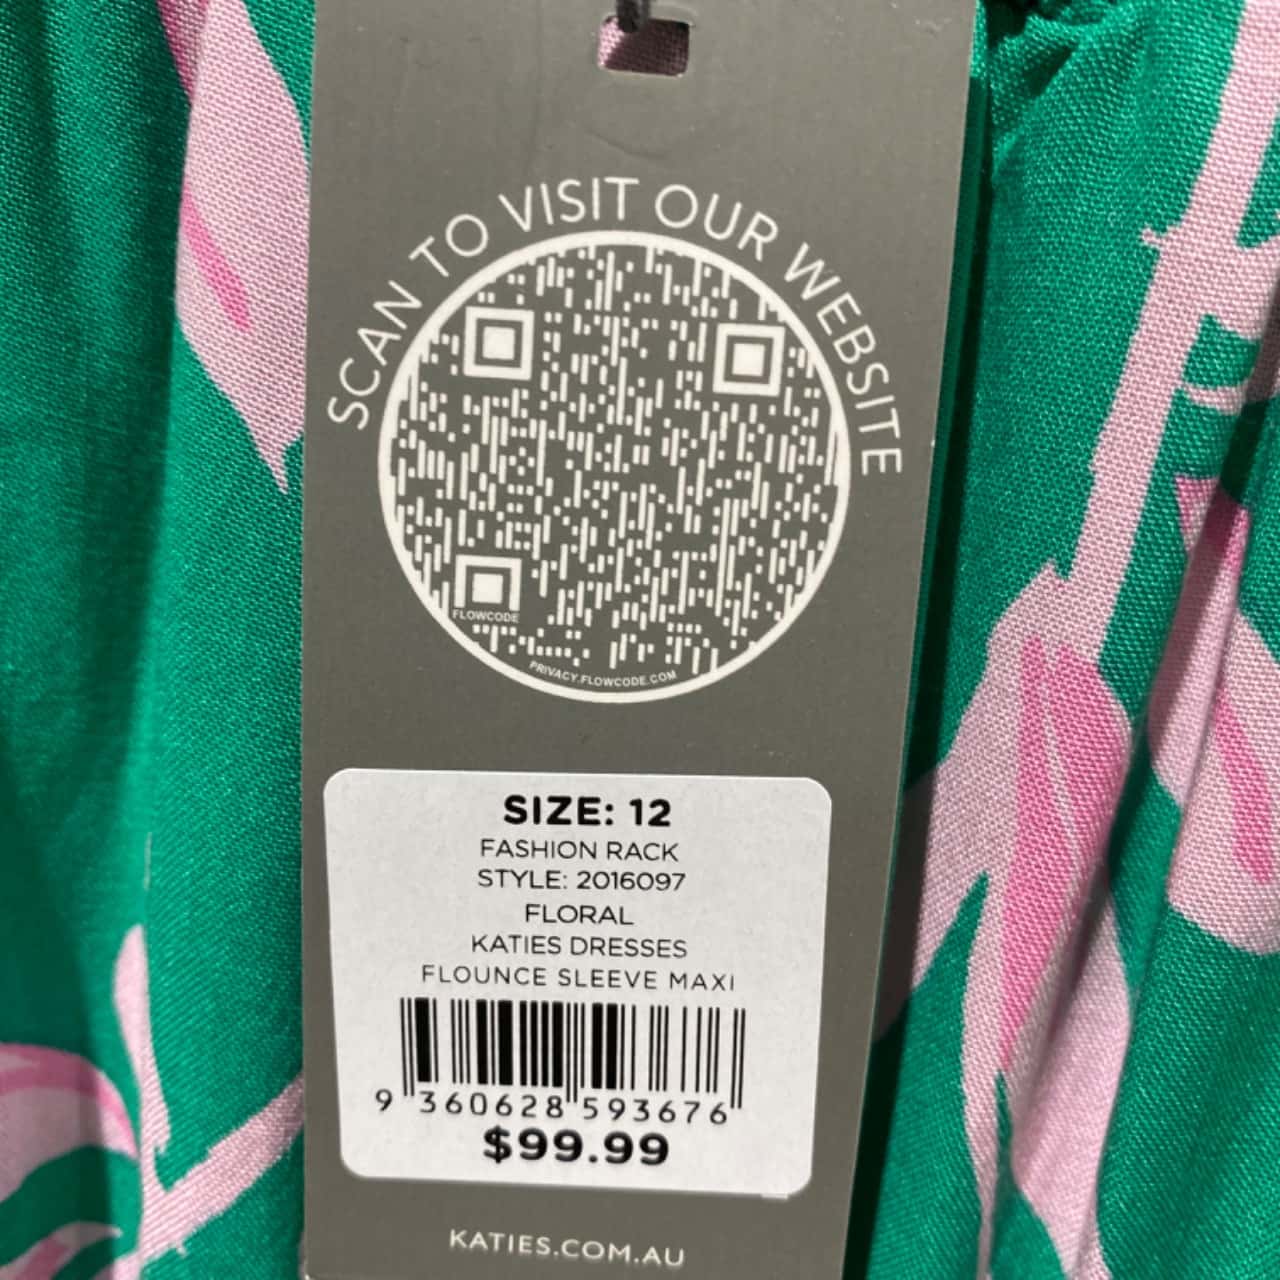 SCAN TO VISIT OUR WEBSITE
FLOWCODE
PRIVACY.FLOWCODE.COM
SIZE: 12
FASHION RACK
STYLE: 2016097
FLORAL
KATIES DRESSES
FLOUNCE SLEEVE MAXI
9 360628 593676
$99.99
KATIES.COM.AU